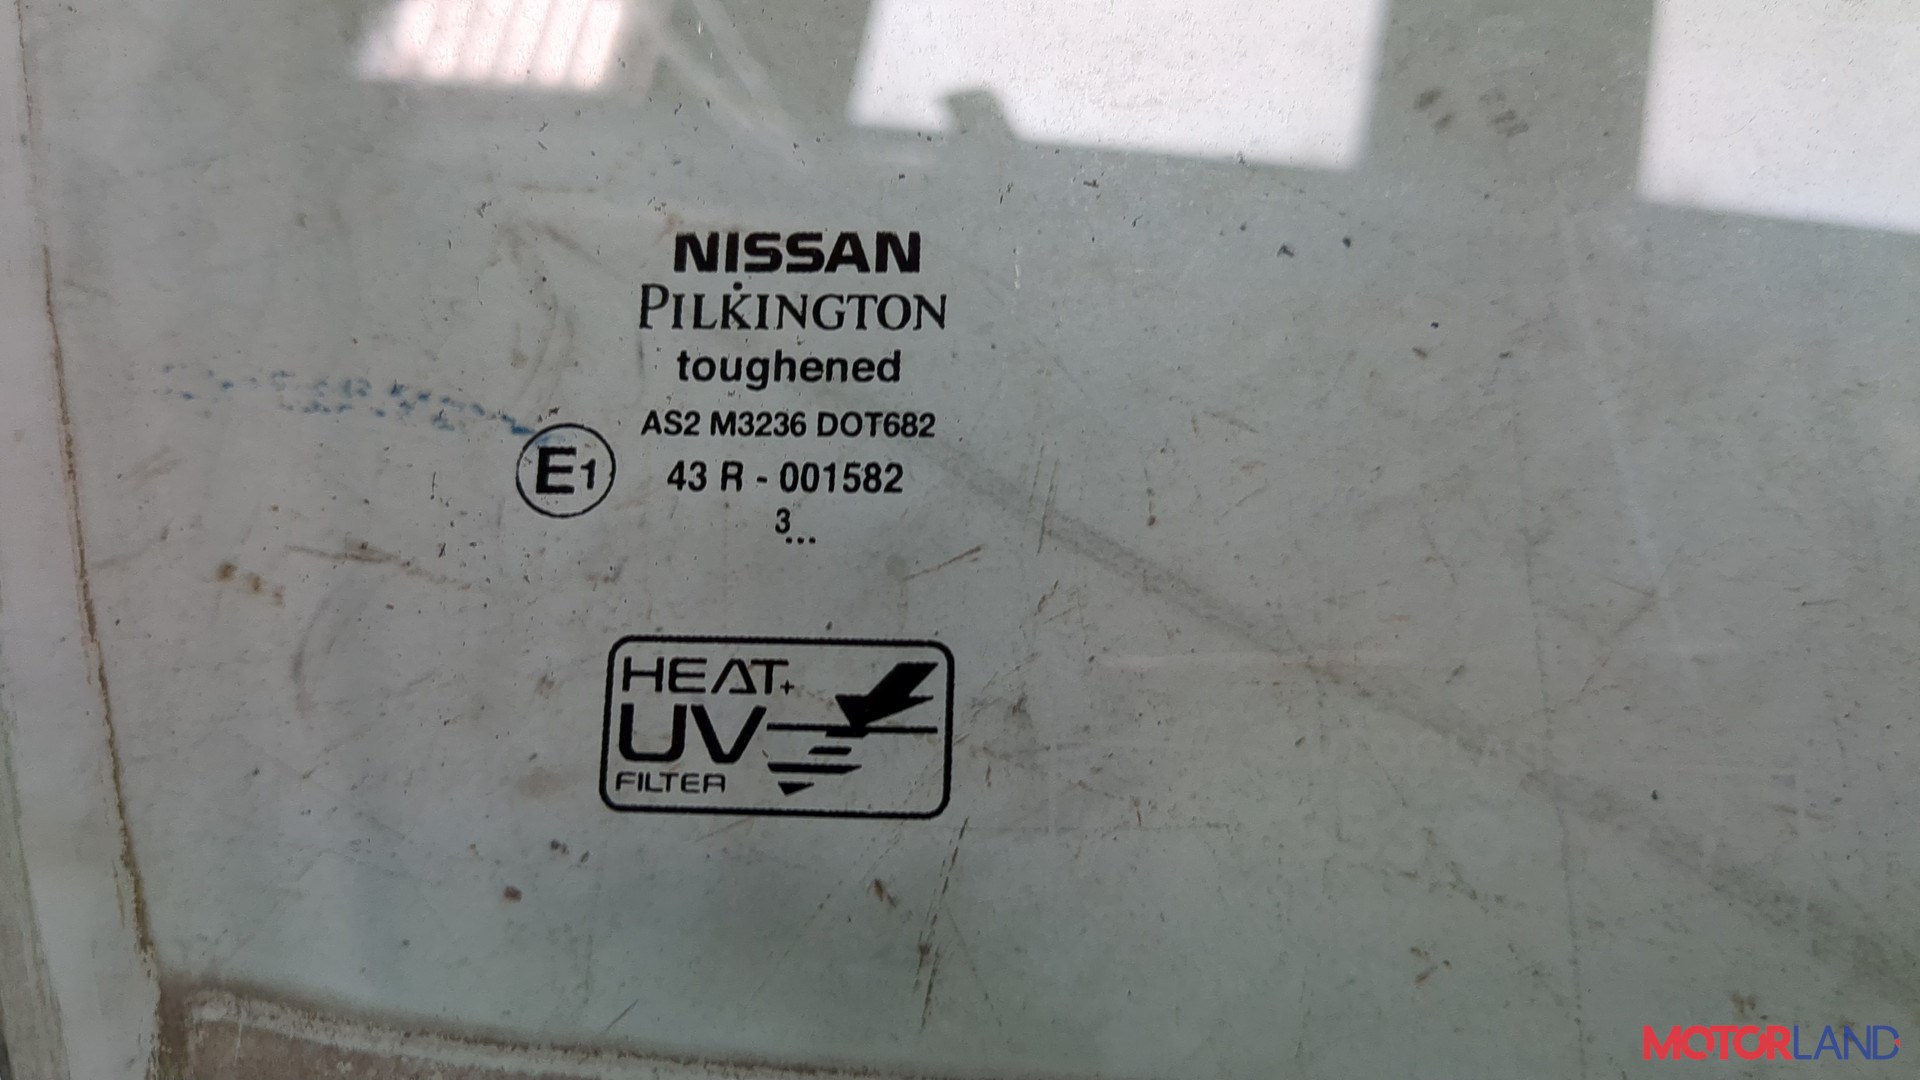 NISSAN
PILKINGTON
toughened
AS2 M3236 DOT682
E1
43 R - 001582
3...
HEAT+
UV
FILTER
MOTORLAND